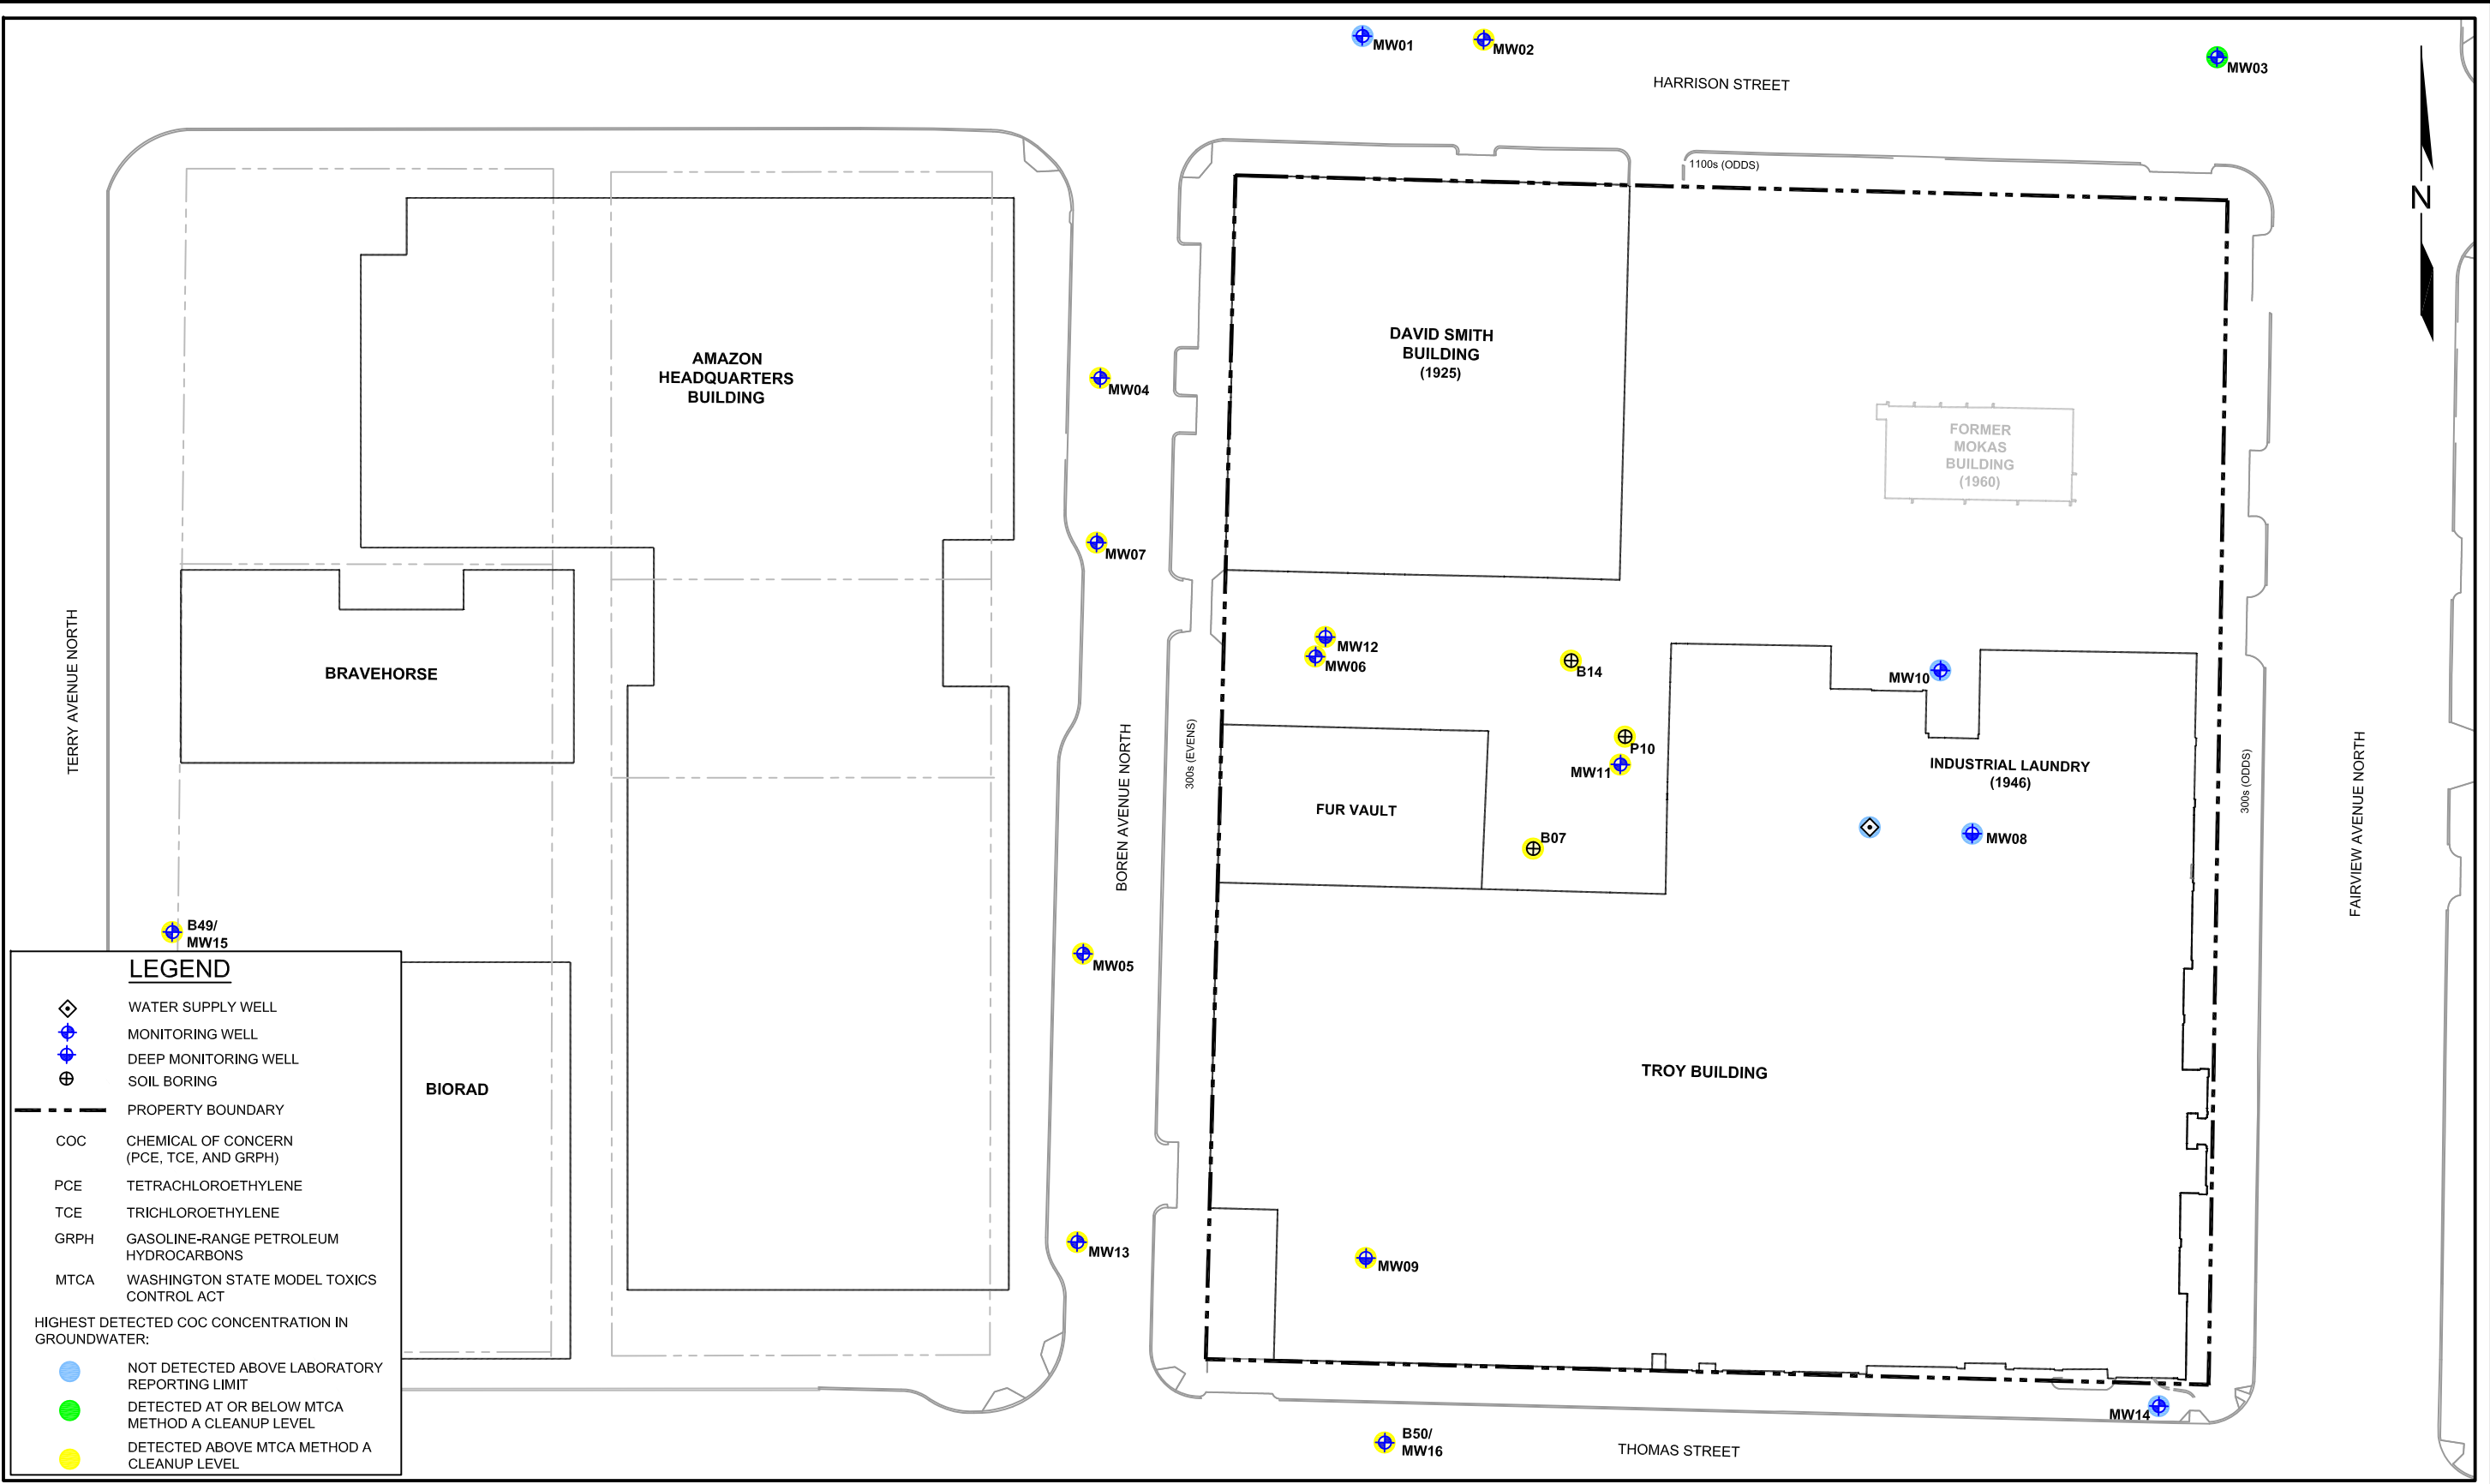 MW01
MW02
MW03
HARRISON STREET
1100s (ODDS)
N
AMAZON
HEADQUARTERS
BUILDING
DAVID SMITH
BUILDING
(1925)
MW04
FORMER
MOKAS
BUILDING
(1960)
MW07
TERRY AVENUE NORTH
BRAVEHORSE
MW12
MW06
B14
MW10
BOREN AVENUE NORTH
300s (EVENS)
P10
MW11
INDUSTRIAL LAUNDRY
(1946)
300s (ODDS)
FAIRVIEW AVENUE NORTH
FUR VAULT
B07
MW08
B49/
MW15
MW05
TROY BUILDING
BIORAD
MW13
MW09
MW14
B50/
MW16
THOMAS STREET
LEGEND
WATER SUPPLY WELL
MONITORING WELL
DEEP MONITORING WELL
SOIL BORING
PROPERTY BOUNDARY
COC CHEMICAL OF CONCERN
(PCE, TCE, AND GRPH)
PCE TETRACHLOROETHYLENE
TCE TRICHLOROETHYLENE
GRPH GASOLINE-RANGE PETROLEUM
HYDROCARBONS
MTCA WASHINGTON STATE MODEL TOXICS
CONTROL ACT
HIGHEST DETECTED COC CONCENTRATION IN
GROUNDWATER:
NOT DETECTED ABOVE LABORATORY
REPORTING LIMIT
DETECTED AT OR BELOW MTCA
METHOD A CLEANUP LEVEL
DETECTED ABOVE MTCA METHOD A
CLEANUP LEVEL